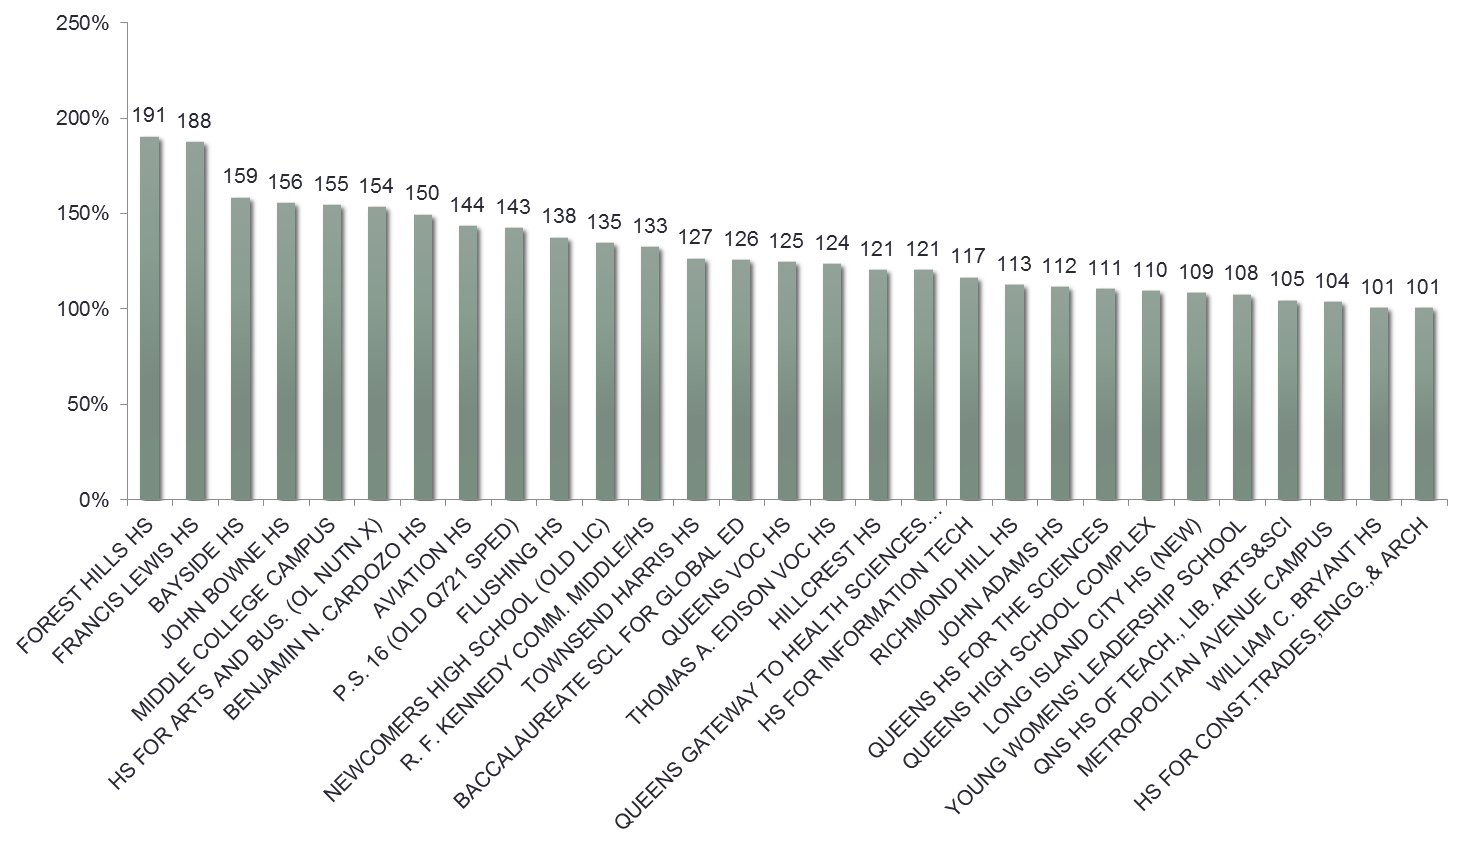 250%
200%
150%
100%
50%
0%
191
188
159
156
155
154
150
144
143
138
135
133
127
126
125
124
121
121
117
113
112
111
110
109
108
105
104
101
101
FOREST HILLS HS
FRANCIS LEWIS HS
BAYSIDE HS
JOHN BOWNE HS
MIDDLE COLLEGE CAMPUS
HS FOR ARTS AND BUS. (OL NUTN X)
BENJAMIN N. CARDOZO HS
AVIATION HS
P.S. 16 (OLD Q721 SPED)
FLUSHING HS
NEWCOMERS HIGH SCHOOL (OLD LIC)
R. F. KENNEDY COMM. MIDDLE/HS
TOWNSEND HARRIS HS
BACCALAUREATE SCL FOR GLOBAL ED
QUEENS VOC HS
THOMAS A. EDISON VOC HS
HILLCREST HS
QUEENS GATEWAY TO HEALTH SCIENCES…
HS FOR INFORMATION TECH
RICHMOND HILL HS
JOHN ADAMS HS
QUEENS HS FOR THE SCIENCES
QUEENS HIGH SCHOOL COMPLEX
LONG ISLAND CITY HS (NEW)
YOUNG WOMENS' LEADERSHIP SCHOOL
QNS HS OF TEACH., LIB. ARTS&SCI
METROPOLITAN AVENUE CAMPUS
WILLIAM C. BRYANT HS
HS FOR CONST.TRADES,ENGG.,& ARCH